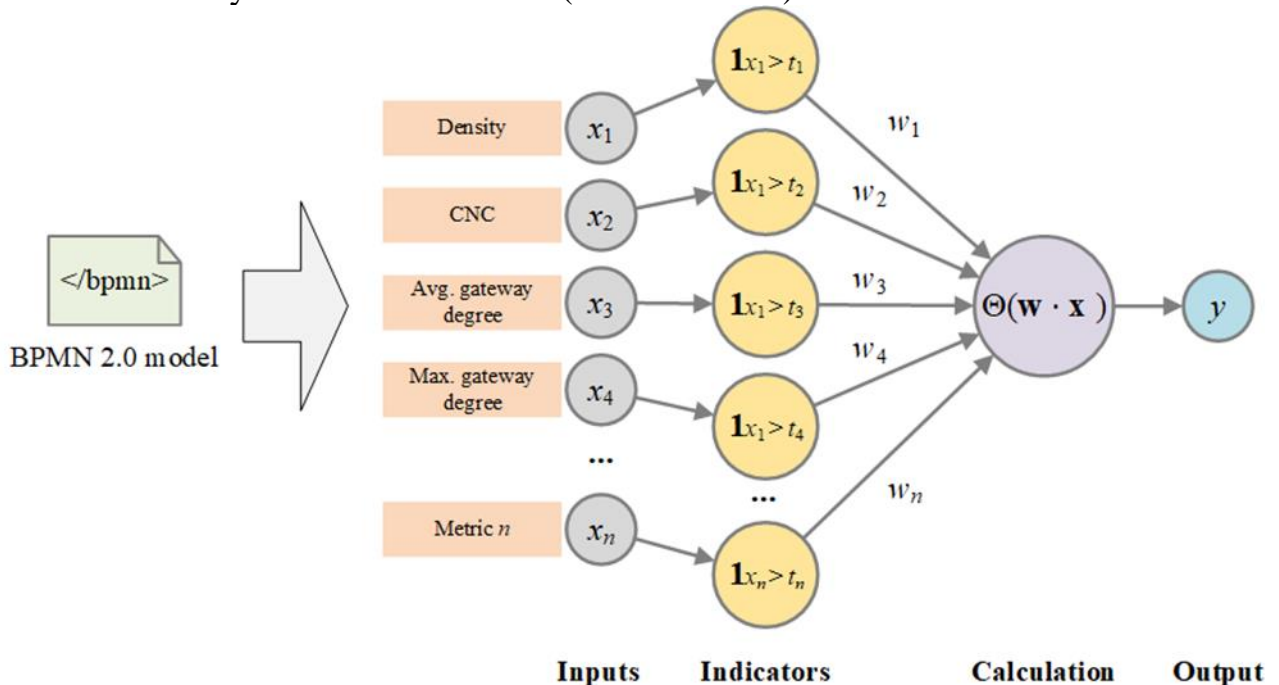 Density
x₁
𝟏x₁ > t₁
w₁
CNC
x₂
𝟏x₁ > t₂
w₂
</bpmn>
BPMN 2.0 model
Avg. gateway
degree
x₃
𝟏x₁ > t₃
w₃
Θ(w · x )
y
Max. gateway
degree
x₄
𝟏x₁ > t₄
w₄
...
...
Metric n
xₙ
𝟏xₙ > tₙ
wₙ
Inputs Indicators Calculation Output